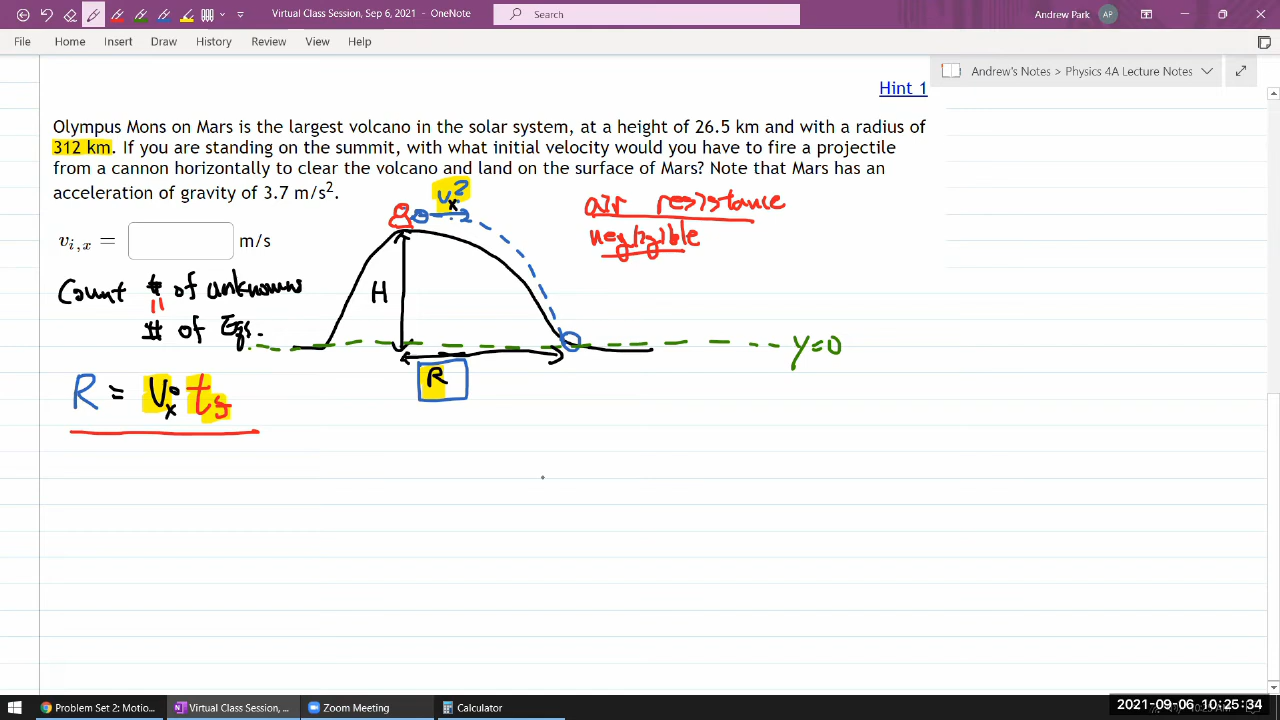 Virtual Class Session, Sep 6, 2021 - OneNote
Search
Andrew Park
AP
File Home Insert Draw History Review View Help
Andrew's Notes > Physics 4A Lecture Notes
Hint 1
Olympus Mons on Mars is the largest volcano in the solar system, at a height of 26.5 km and with a radius of
312 km. If you are standing on the summit, with what initial velocity would you have to fire a projectile
from a cannon horizontally to clear the volcano and land on the surface of Mars? Note that Mars has an
acceleration of gravity of 3.7 m/s².
v_{i,x} = m/s
air resistance
negligible
Count # of unknowns
=
# of Eqs.
H
y=0
R
R = Vₓ · t_f
Problem Set 2: Motio...
Virtual Class Session, ...
Zoom Meeting
Calculator
2021-09-06 10:25:34